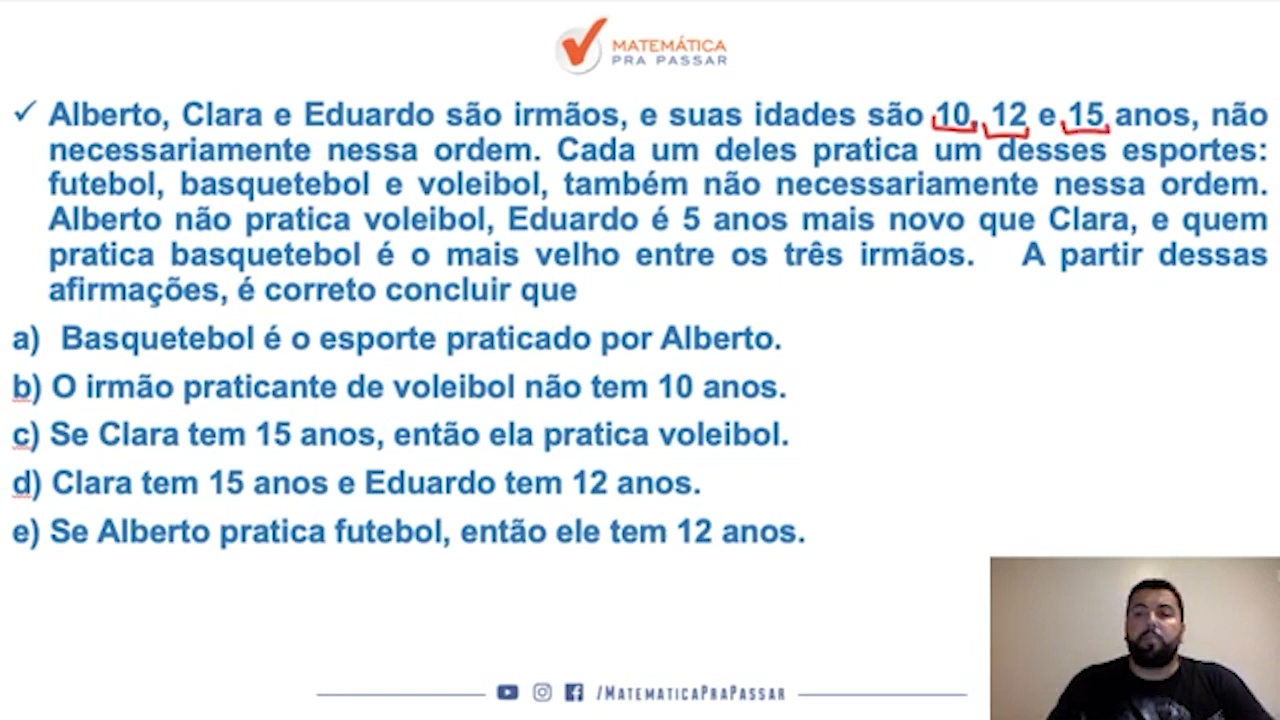 MATEMÁTICA
PRA PASSAR
✓ Alberto, Clara e Eduardo são irmãos, e suas idades são 10, 12 e 15 anos, não
necessariamente nessa ordem. Cada um deles pratica um desses esportes:
futebol, basquetebol e voleibol, também não necessariamente nessa ordem.
Alberto não pratica voleibol, Eduardo é 5 anos mais novo que Clara, e quem
pratica basquetebol é o mais velho entre os três irmãos. A partir dessas
afirmações, é correto concluir que
a) Basquetebol é o esporte praticado por Alberto.
b) O irmão praticante de voleibol não tem 10 anos.
c) Se Clara tem 15 anos, então ela pratica voleibol.
d) Clara tem 15 anos e Eduardo tem 12 anos.
e) Se Alberto pratica futebol, então ele tem 12 anos.
/MATEMATICAPRAPASSAR